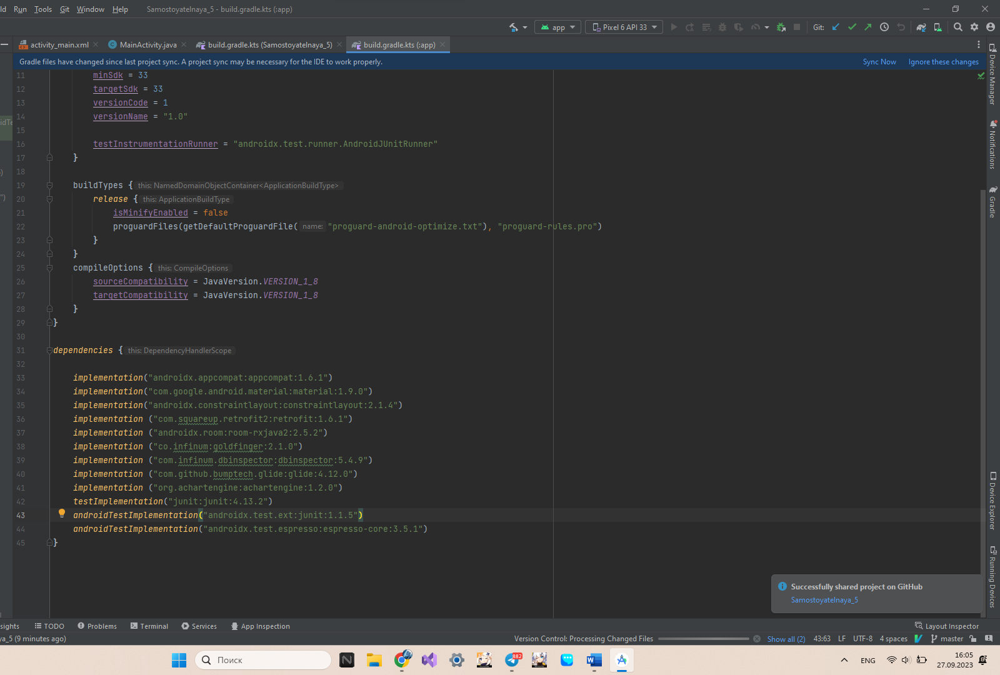 ld Run Tools Git Window Help Samostoyatelnaya_5 - build.gradle.kts (:app)
app Pixel 6 API 33 Git:
activity_main.xml MainActivity.java build.gradle.kts (Samostoyatelnaya_5) build.gradle.kts (:app)
Gradle files have changed since last project sync. A project sync may be necessary for the IDE to work properly. Sync Now Ignore these changes
11 minSdk = 33
12 targetSdk = 33
13 versionCode = 1
14 versionName = "1.0"
15
16 testInstrumentationRunner = "androidx.test.runner.AndroidJUnitRunner"
17 }
18
19 buildTypes { this: NamedDomainObjectContainer<ApplicationBuildType>
20 release { this: ApplicationBuildType
21 isMinifyEnabled = false
22 proguardFiles(getDefaultProguardFile( name: "proguard-android-optimize.txt"), "proguard-rules.pro")
23 }
24 }
25 compileOptions { this: CompileOptions
26 sourceCompatibility = JavaVersion.VERSION_1_8
27 targetCompatibility = JavaVersion.VERSION_1_8
28 }
29 }
30
31 dependencies { this: DependencyHandlerScope
32
33 implementation("androidx.appcompat:appcompat:1.6.1")
34 implementation("com.google.android.material:material:1.9.0")
35 implementation("androidx.constraintlayout:constraintlayout:2.1.4")
36 implementation ("com.squareup.retrofit2:retrofit:1.6.1")
37 implementation ("androidx.room:room-rxjava2:2.5.2")
38 implementation ("co.infinum:goldfinger:2.1.0")
39 implementation ("com.infinum.dbinspector:dbinspector:5.4.9")
40 implementation ("com.github.bumptech.glide:glide:4.12.0")
41 implementation ("org.achartengine:achartengine:1.2.0")
42 testImplementation("junit:junit:4.13.2")
43 androidTestImplementation("androidx.test.ext:junit:1.1.5")
44 androidTestImplementation("androidx.test.espresso:espresso-core:3.5.1")
45 }
idTe
)
")
Device Manager
Notifications
Gradle
Device Explorer
Running Devices
Successfully shared project on GitHub
Samostoyatelnaya_5
sights TODO Problems Terminal Services App Inspection Layout Inspector
ya_5 (9 minutes ago) Version Control: Processing Changed Files Show all (2) 43:63 LF UTF-8 4 spaces master
Поиск 882 ENG 16:05
27.09.2023